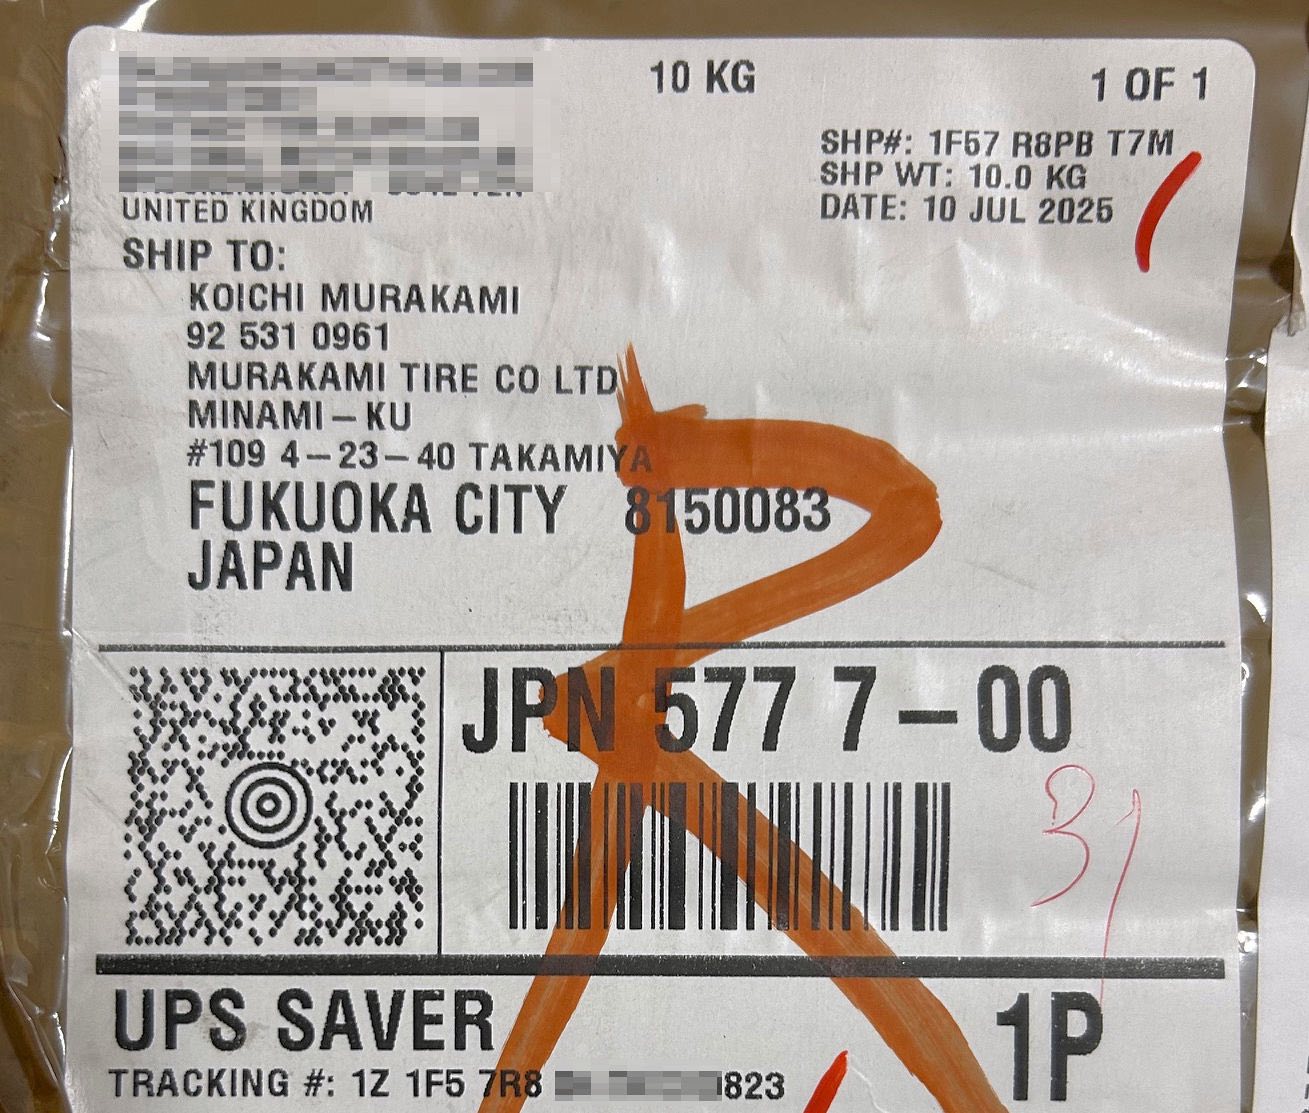 10 KG
1 OF 1
SHP#: 1F57 R8PB T7M
SHP WT: 10.0 KG
DATE: 10 JUL 2025
UNITED KINGDOM
SHIP TO:
KOICHI MURAKAMI
92 531 0961
MURAKAMI TIRE CO LTD
MINAMI-KU
#109 4-23-40 TAKAMIYA
FUKUOKA CITY 8150083
JAPAN
R
JPN 577 7-00
UPS SAVER
1P
TRACKING #: 1Z 1F5 7R8 823